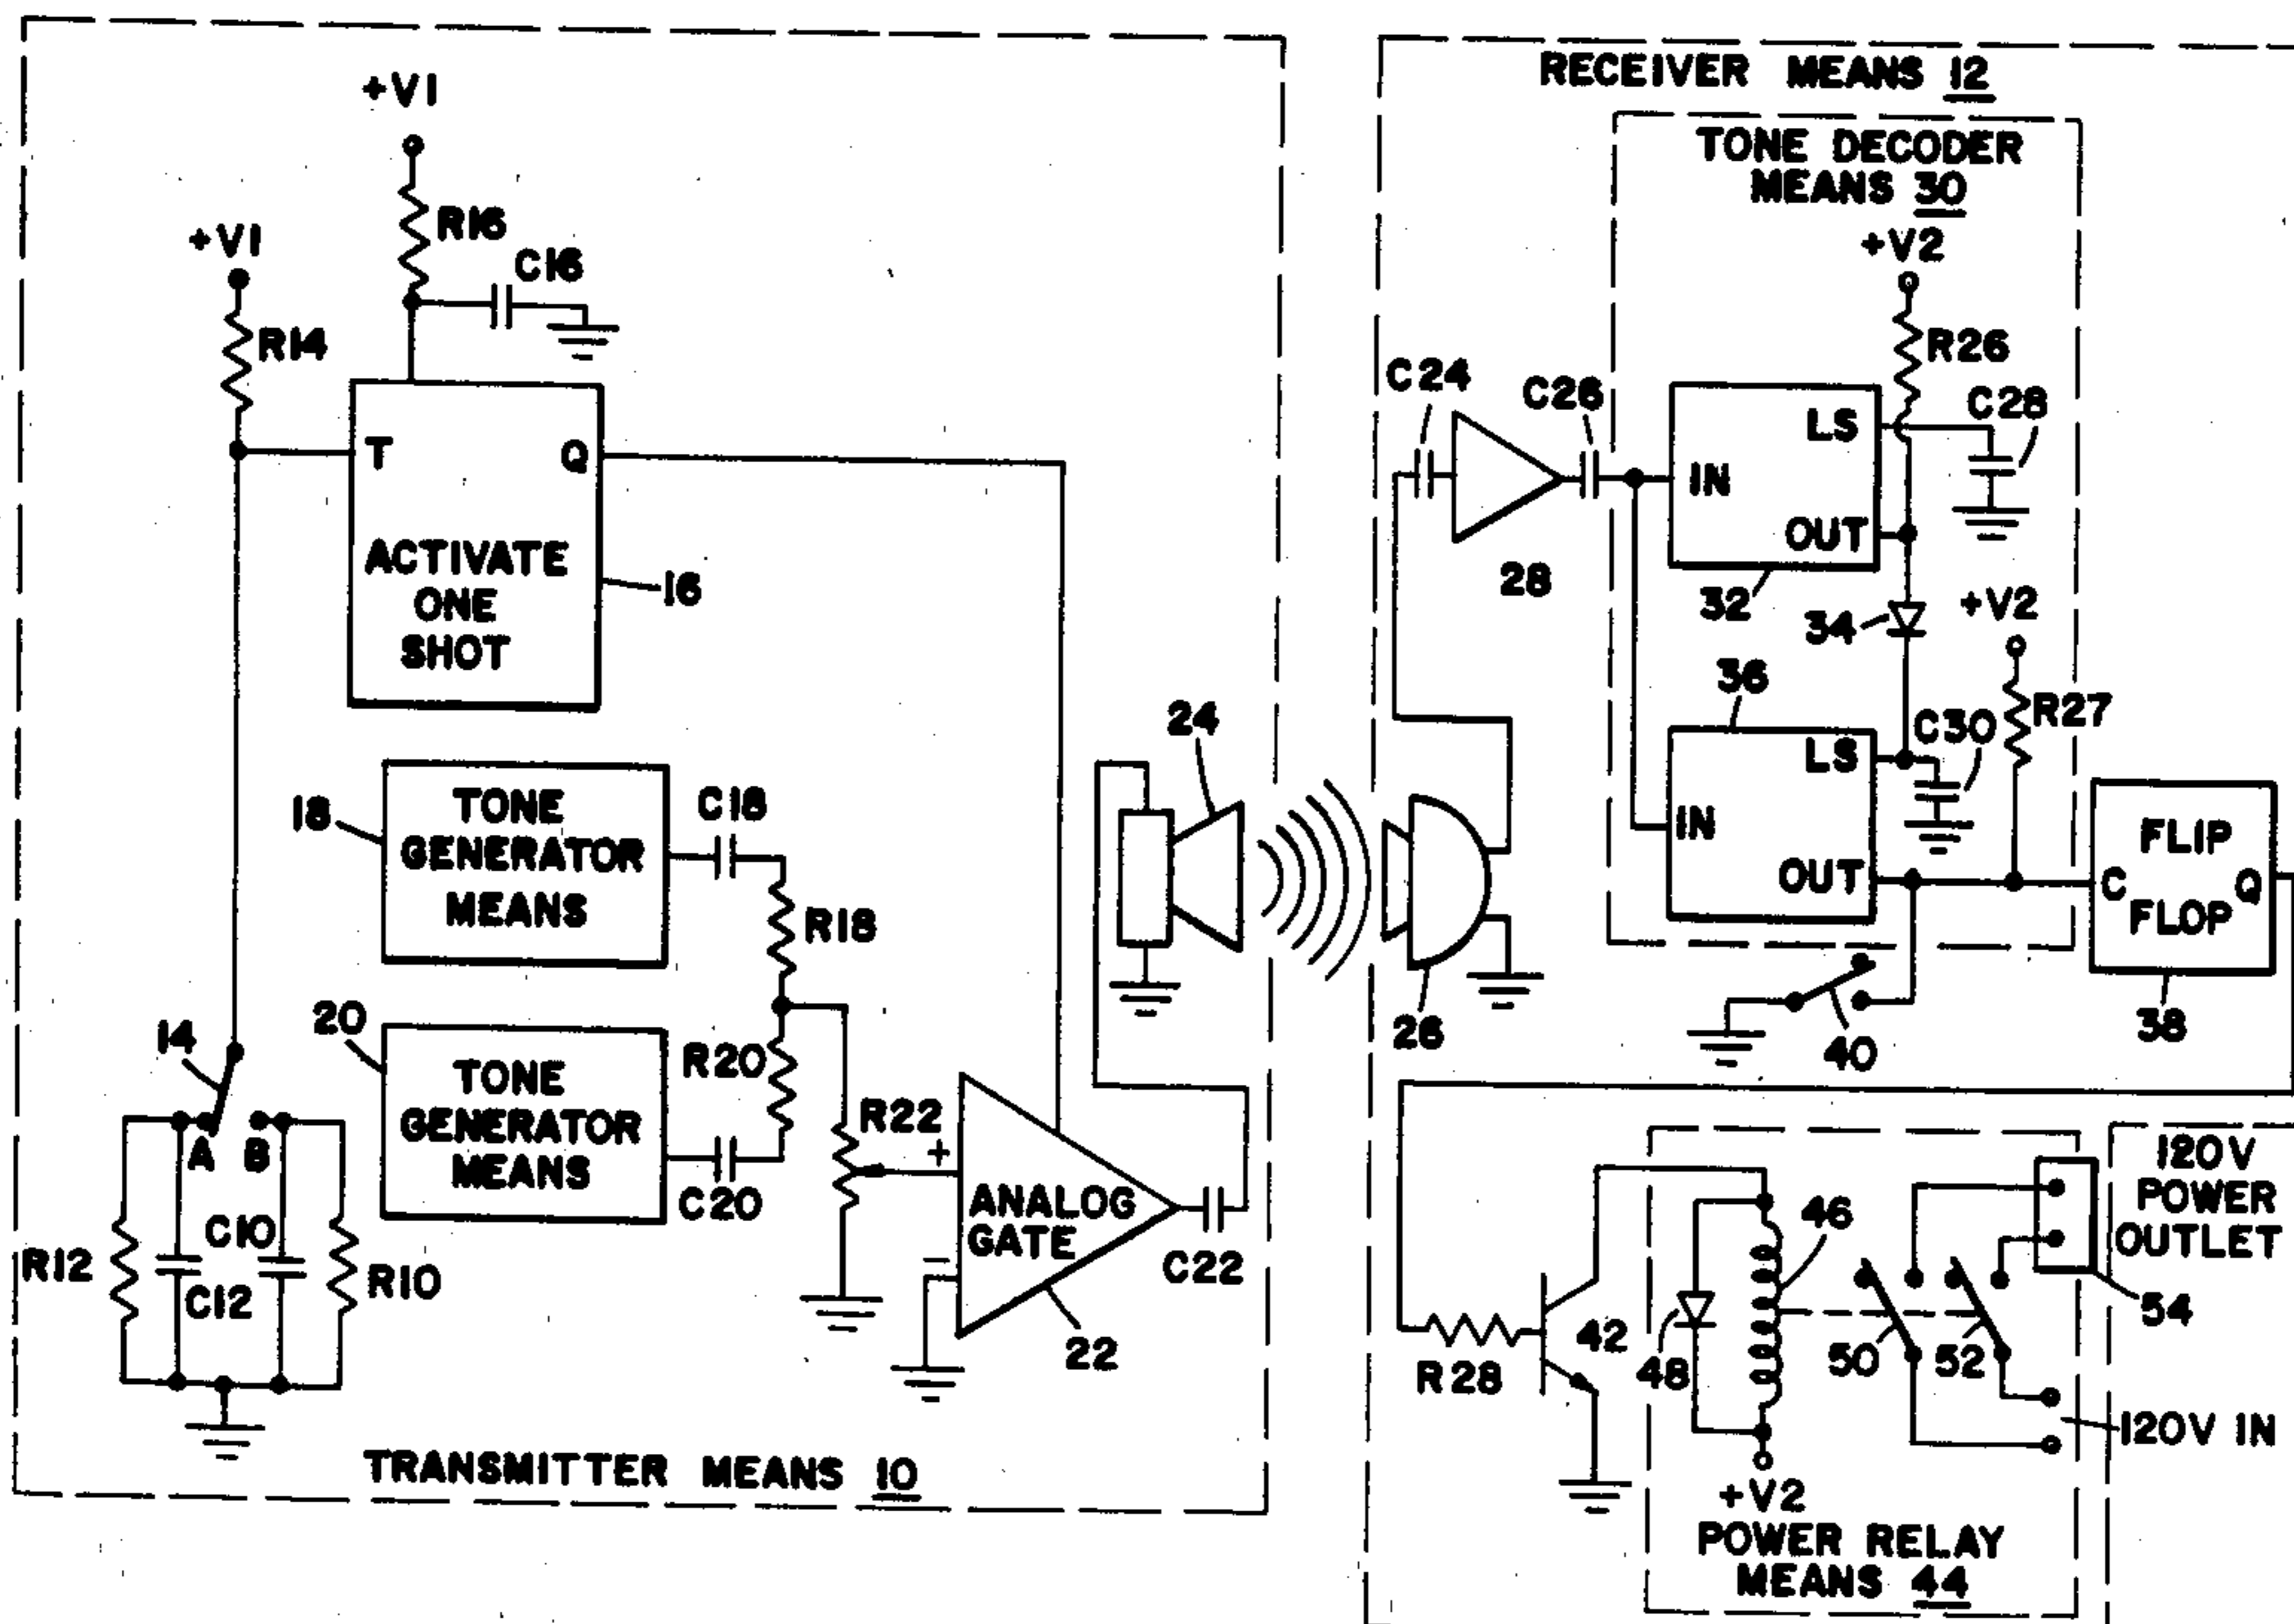 +V1
R16
C16
+V1
R14
T
Q
ACTIVATE
ONE
SHOT
16
18
TONE
GENERATOR
MEANS
C18
R18
20
TONE
GENERATOR
MEANS
R20
C20
14
A
B
R12
C12
C10
R10
R22
+
−
ANALOG
GATE
22
C22
24
TRANSMITTER MEANS 10
RECEIVER MEANS 12
TONE DECODER
MEANS 30
+V2
R26
C24
C26
28
LS
IN
OUT
32
C28
34
+V2
R27
36
LS
C30
IN
OUT
FLIP
FLOP
C
Q
38
26
40
R28
42
48
46
50
52
120V
POWER
OUTLET
54
120V IN
+V2
POWER RELAY
MEANS 44